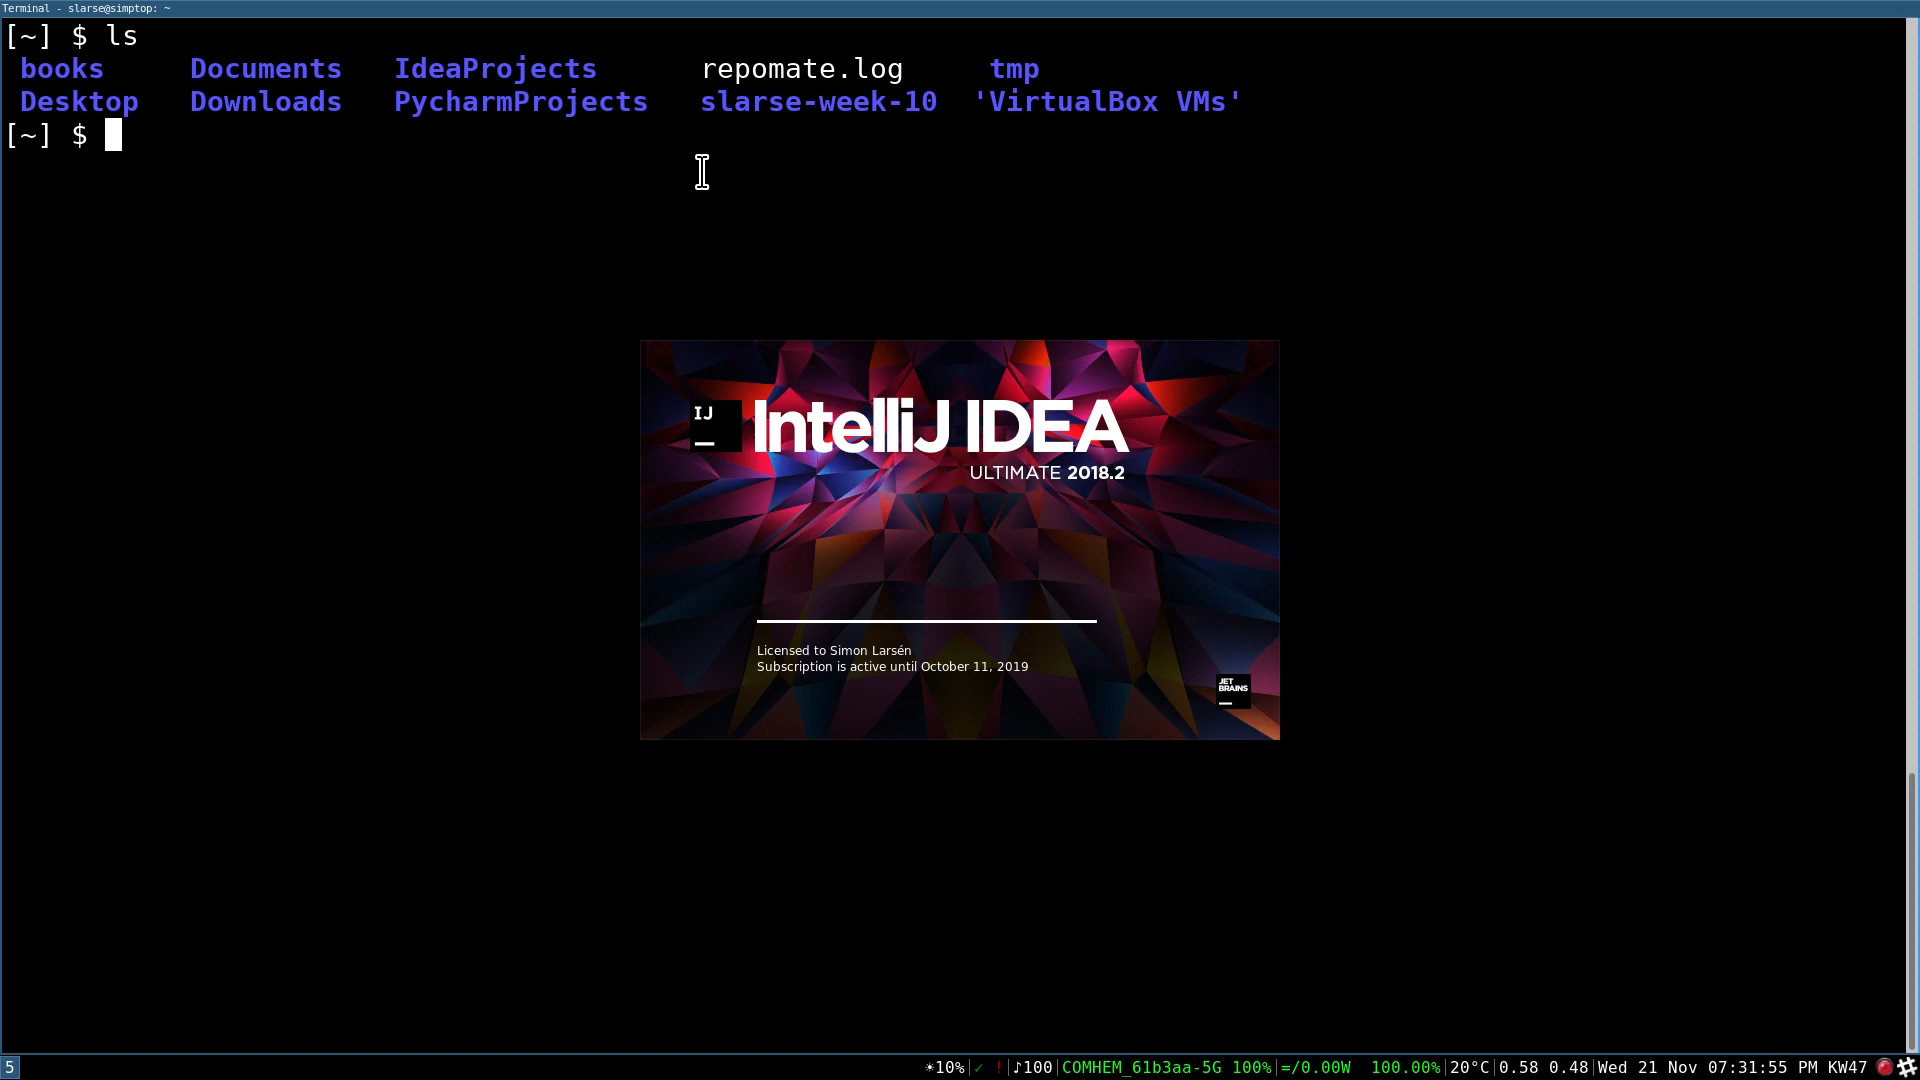 Terminal - slarse@simptop: ~
[~] $ ls
books Documents IdeaProjects repomate.log tmp
Desktop Downloads PycharmProjects slarse-week-10 'VirtualBox VMs'
[~] $
IJ
IntelliJ IDEA
ULTIMATE 2018.2
Licensed to Simon Larsén
Subscription is active until October 11, 2019
JET
BRAINS
5 ☀10%|✓ !|♪100|COMHEM_61b3aa-5G 100%|=/0.00W 100.00%|20°C|0.58 0.48|Wed 21 Nov 07:31:55 PM KW47